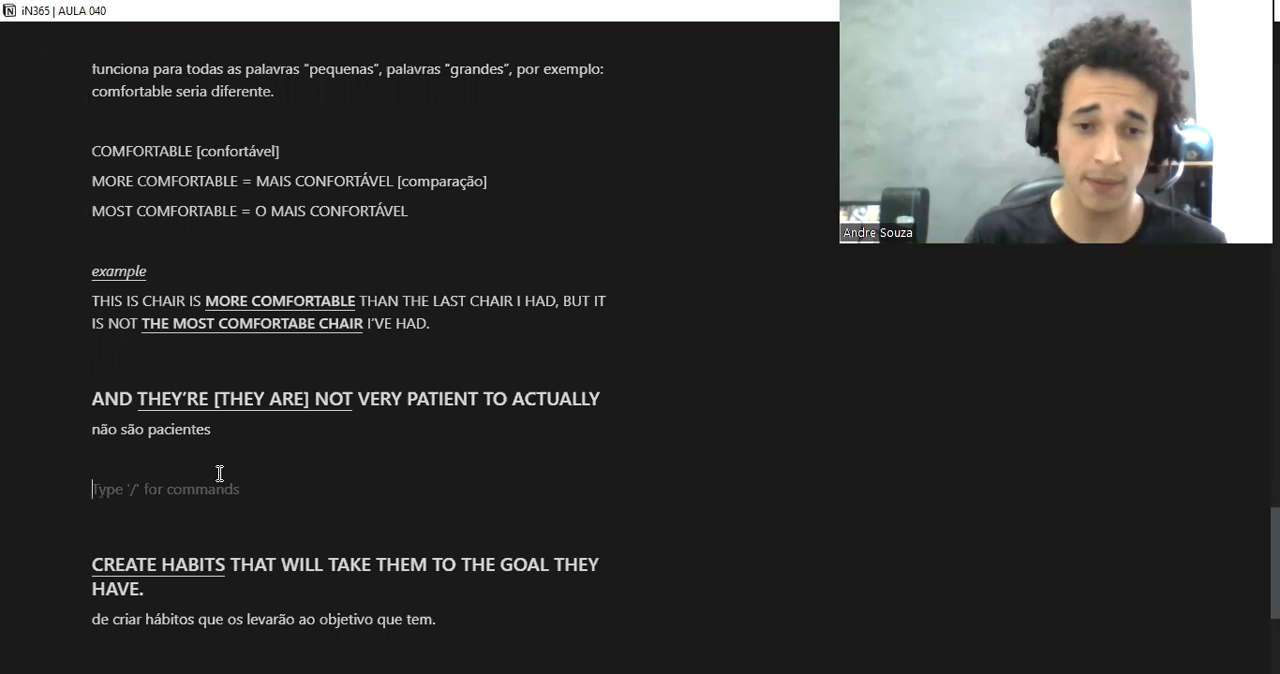 iN365 | AULA 040
funciona para todas as palavras "pequenas", palavras "grandes", por exemplo:
comfortable seria diferente.
COMFORTABLE [confortável]
MORE COMFORTABLE = MAIS CONFORTÁVEL [comparação]
MOST COMFORTABLE = O MAIS CONFORTÁVEL
example
THIS IS CHAIR IS MORE COMFORTABLE THAN THE LAST CHAIR I HAD, BUT IT
IS NOT THE MOST COMFORTABE CHAIR I'VE HAD.
AND THEY'RE [THEY ARE] NOT VERY PATIENT TO ACTUALLY
não são pacientes
Type '/' for commands
CREATE HABITS THAT WILL TAKE THEM TO THE GOAL THEY
HAVE.
de criar hábitos que os levarão ao objetivo que tem.
Andre Souza